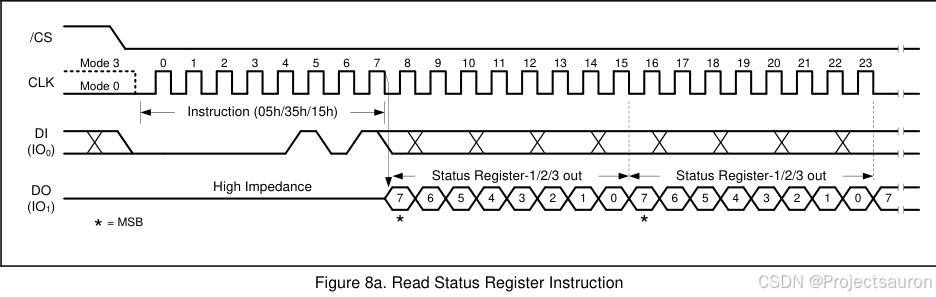 /CS
Mode 3 0 1 2 3 4 5 6 7 8 9 10 11 12 13 14 15 16 17 18 19 20 21 22 23
CLK
Mode 0
Instruction (05h/35h/15h)
DI
(IO₀)
Status Register-1/2/3 out Status Register-1/2/3 out
High Impedance
DO
(IO₁)
7 6 5 4 3 2 1 0 7 6 5 4 3 2 1 0 7
* *
* = MSB
Figure 8a. Read Status Register Instruction
CSDN @Projectsauron